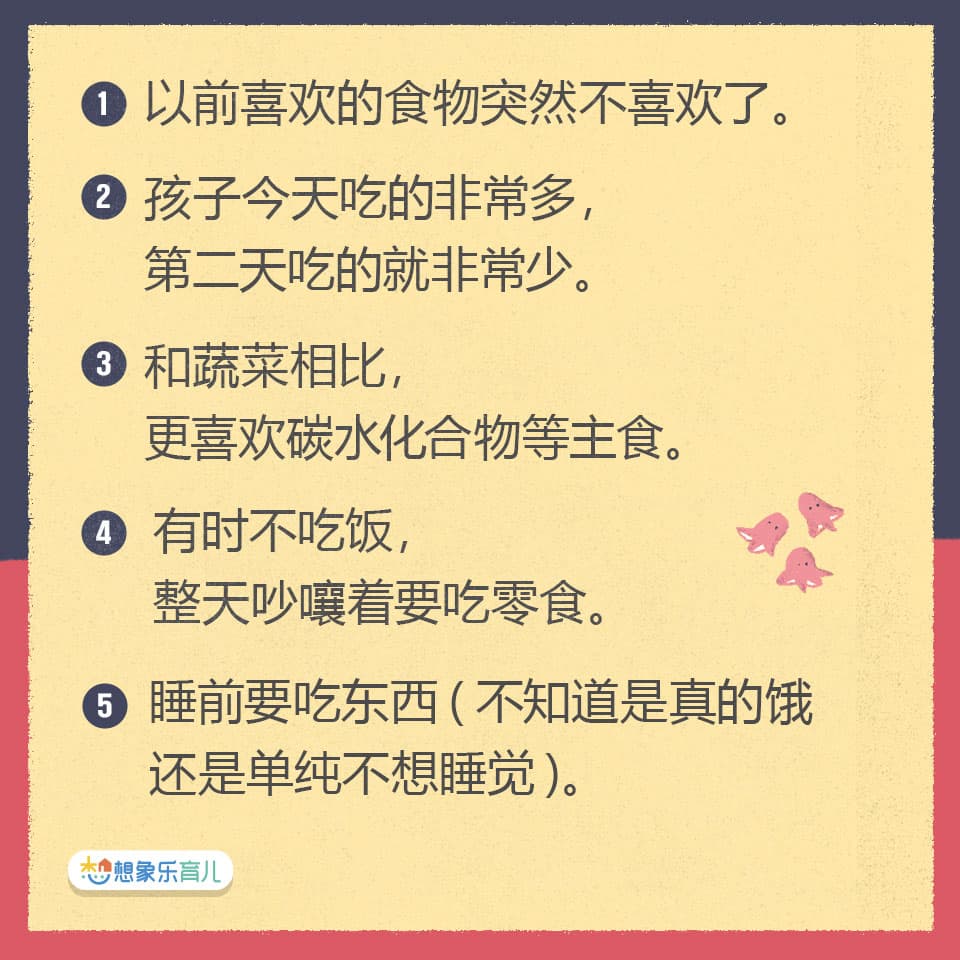 1 以前喜欢的食物突然不喜欢了。
2 孩子今天吃的非常多，
第二天吃的就非常少。
3 和蔬菜相比，
更喜欢碳水化合物等主食。
4 有时不吃饭，
整天吵嚷着要吃零食。
5 睡前要吃东西(不知道是真的饿
还是单纯不想睡觉)。
想象乐育儿